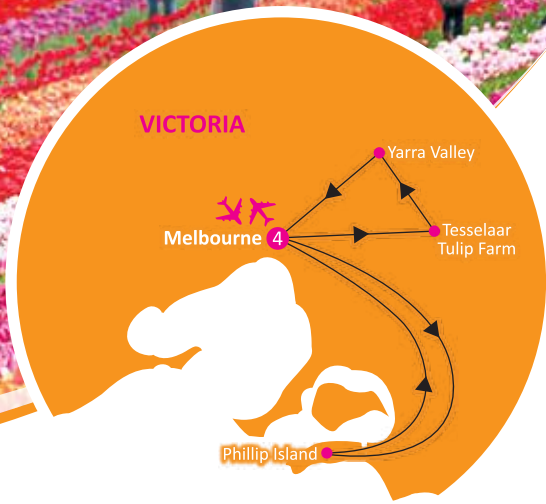 VICTORIA
Yarra Valley
Melbourne 4
Tesselaar
Tulip Farm
Phillip Island